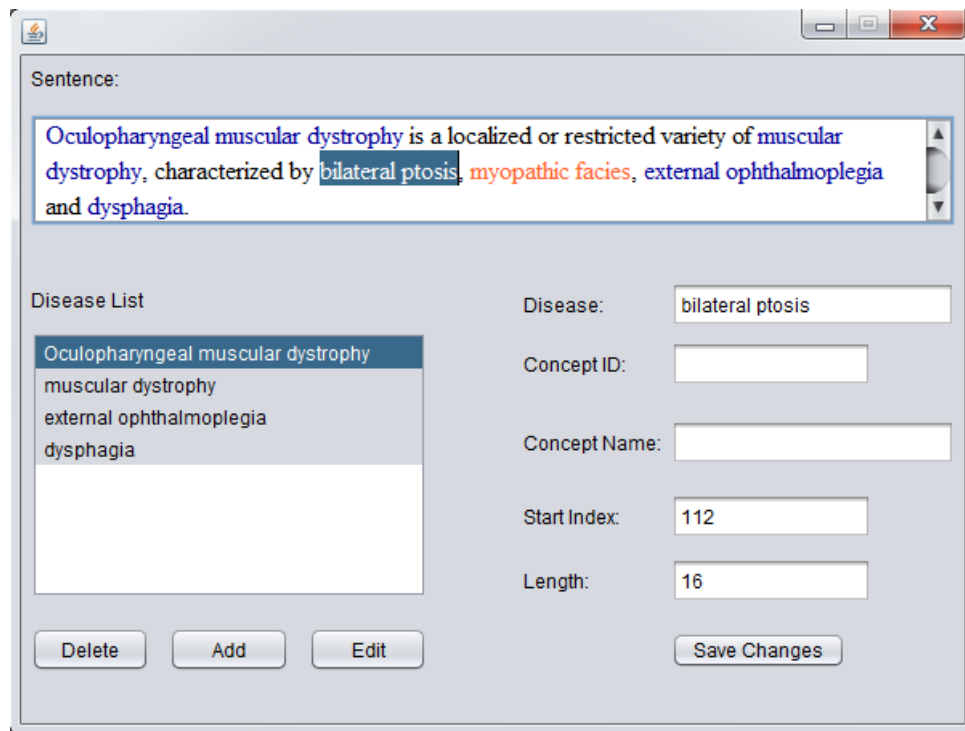 Sentence:
Oculopharyngeal muscular dystrophy is a localized or restricted variety of muscular
dystrophy, characterized by bilateral ptosis, myopathic facies, external ophthalmoplegia
and dysphagia.
Disease List
Oculopharyngeal muscular dystrophy
muscular dystrophy
external ophthalmoplegia
dysphagia
Delete Add Edit
Disease: bilateral ptosis
Concept ID:
Concept Name:
Start Index: 112
Length: 16
Save Changes